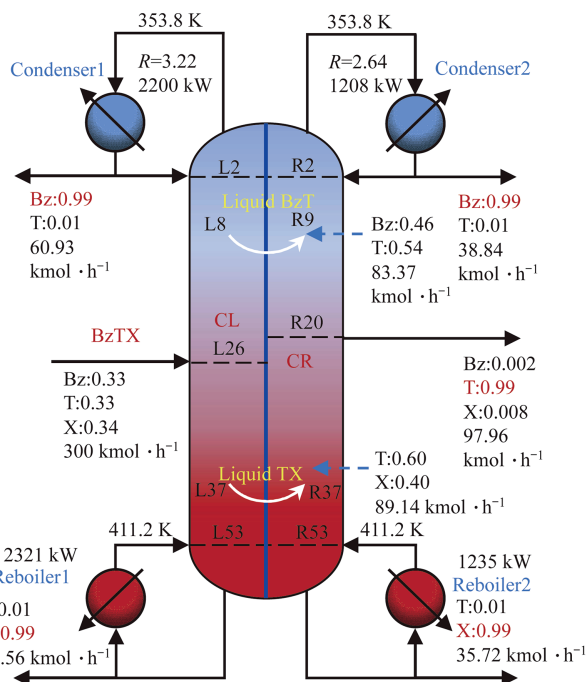 353.8 K
353.8 K
Condenser1
R=3.22
2200 kW
R=2.64
1208 kW
Condenser2
L2
R2
Bz:0.99
T:0.01
60.93
kmol·h⁻¹
Liquid BzT
L8
R9
Bz:0.46
T:0.54
83.37
kmol·h⁻¹
Bz:0.99
T:0.01
38.84
kmol·h⁻¹
BzTX
CL
R20
L26
CR
Bz:0.33
T:0.33
X:0.34
300 kmol·h⁻¹
Bz:0.002
T:0.99
X:0.008
97.96
kmol·h⁻¹
Liquid TX
L37
R37
T:0.60
X:0.40
89.14 kmol·h⁻¹
411.2 K
L53
R53
411.2 K
2321 kW
Reboiler1
0.01
0.99
.56 kmol·h⁻¹
1235 kW
Reboiler2
T:0.01
X:0.99
35.72 kmol·h⁻¹